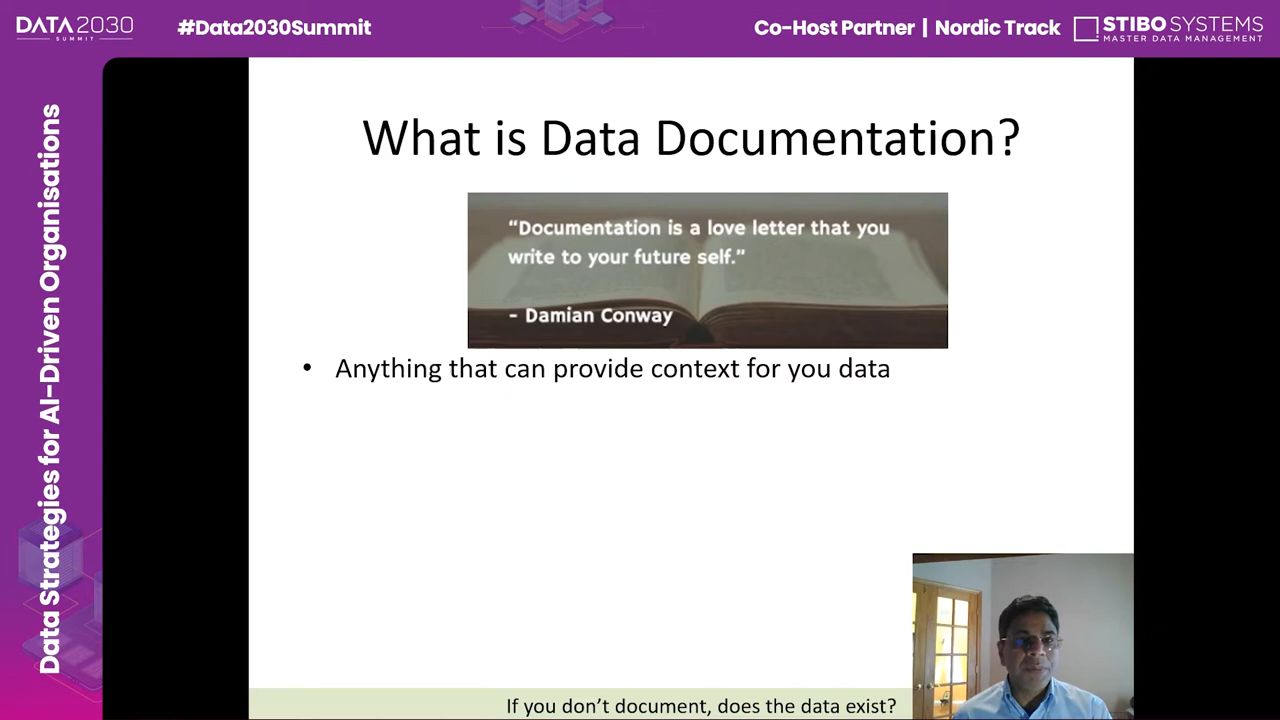 DATA2030
SUMMIT
#Data2030Summit
Co-Host Partner | Nordic Track
STIBO SYSTEMS
MASTER DATA MANAGEMENT
Data Strategies for AI-Driven Organisations
What is Data Documentation?
“Documentation is a love letter that you
write to your future self.”
- Damian Conway
• Anything that can provide context for you data
If you don’t document, does the data exist?